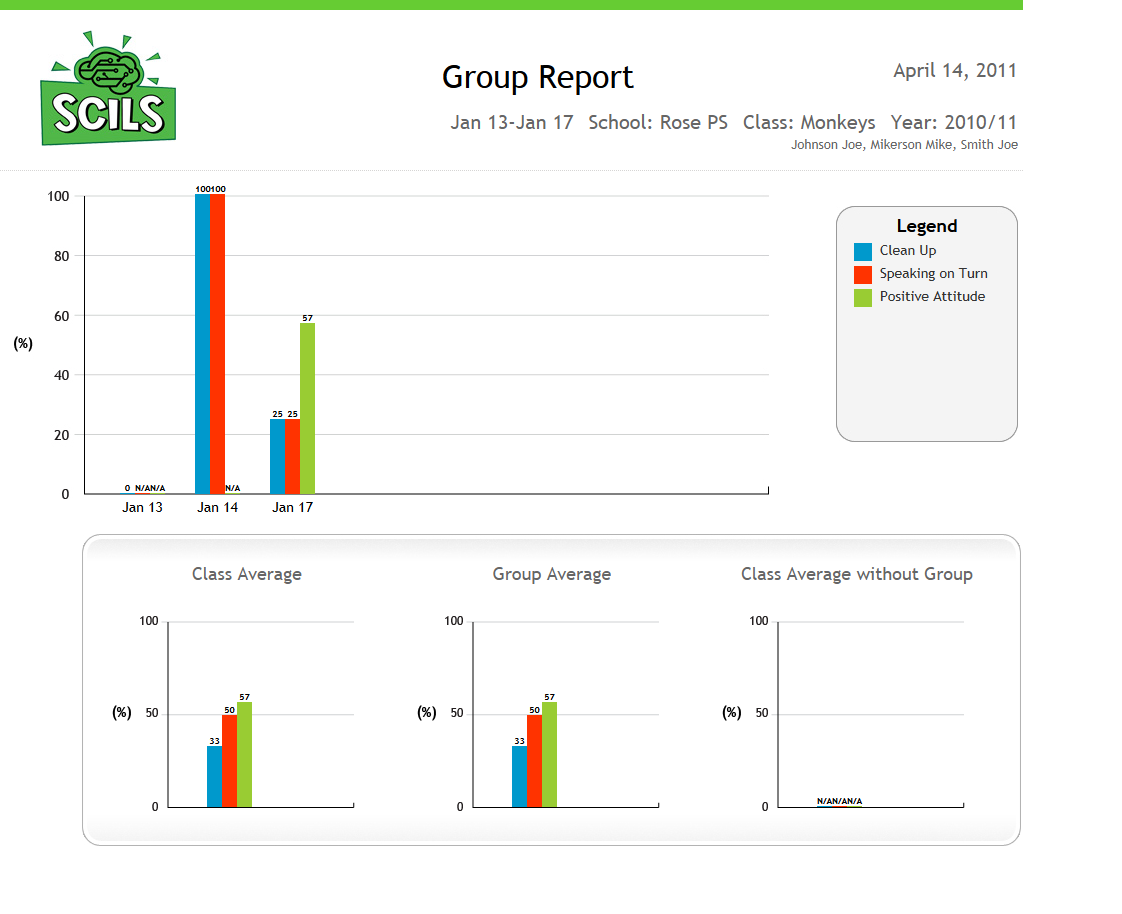 SCILS
Group Report
April 14, 2011
Jan 13-Jan 17 School: Rose PS Class: Monkeys Year: 2010/11
Johnson Joe, Mikerson Mike, Smith Joe
100
80
60
40
20
0
(%)
100100
57
25 25
0 N/AN/A
N/A
Jan 13 Jan 14 Jan 17
Legend
Clean Up
Speaking on Turn
Positive Attitude
Class Average
100
50
0
(%)
33
50
57
Group Average
100
50
0
(%)
33
50
57
Class Average without Group
100
50
0
(%)
N/AN/AN/A